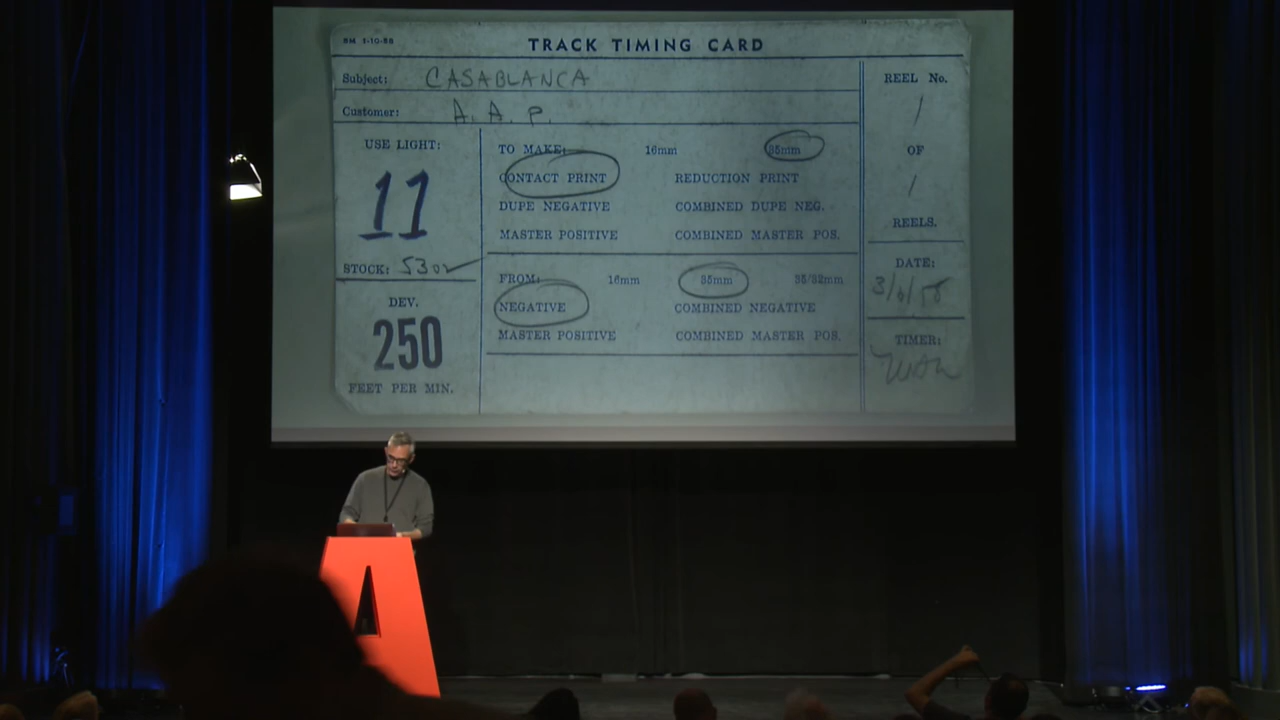 TRACK TIMING CARD
Subject: CASABLANCA
Customer: A. A. P.
USE LIGHT:
11
STOCK: 5302
DEV.
250
FEET PER MIN.
TO MAKE: 16mm 35mm
CONTACT PRINT REDUCTION PRINT
DUPE NEGATIVE COMBINED DUPE NEG.
MASTER POSITIVE COMBINED MASTER POS.
FROM: 16mm 35mm 35/32mm
NEGATIVE COMBINED NEGATIVE
MASTER POSITIVE COMBINED MASTER POS.
REEL No.
1
OF
1
REELS.
DATE:
TIMER:
A